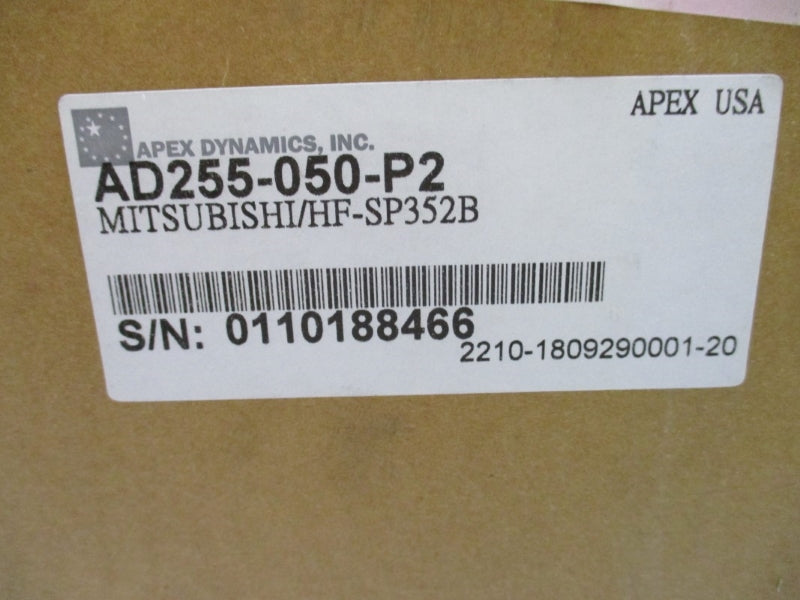 APEX USA
APEX DYNAMICS, INC.
AD255-050-P2
MITSUBISHI/HF-SP352B
S/N: 0110188466
2210-1809290001-20